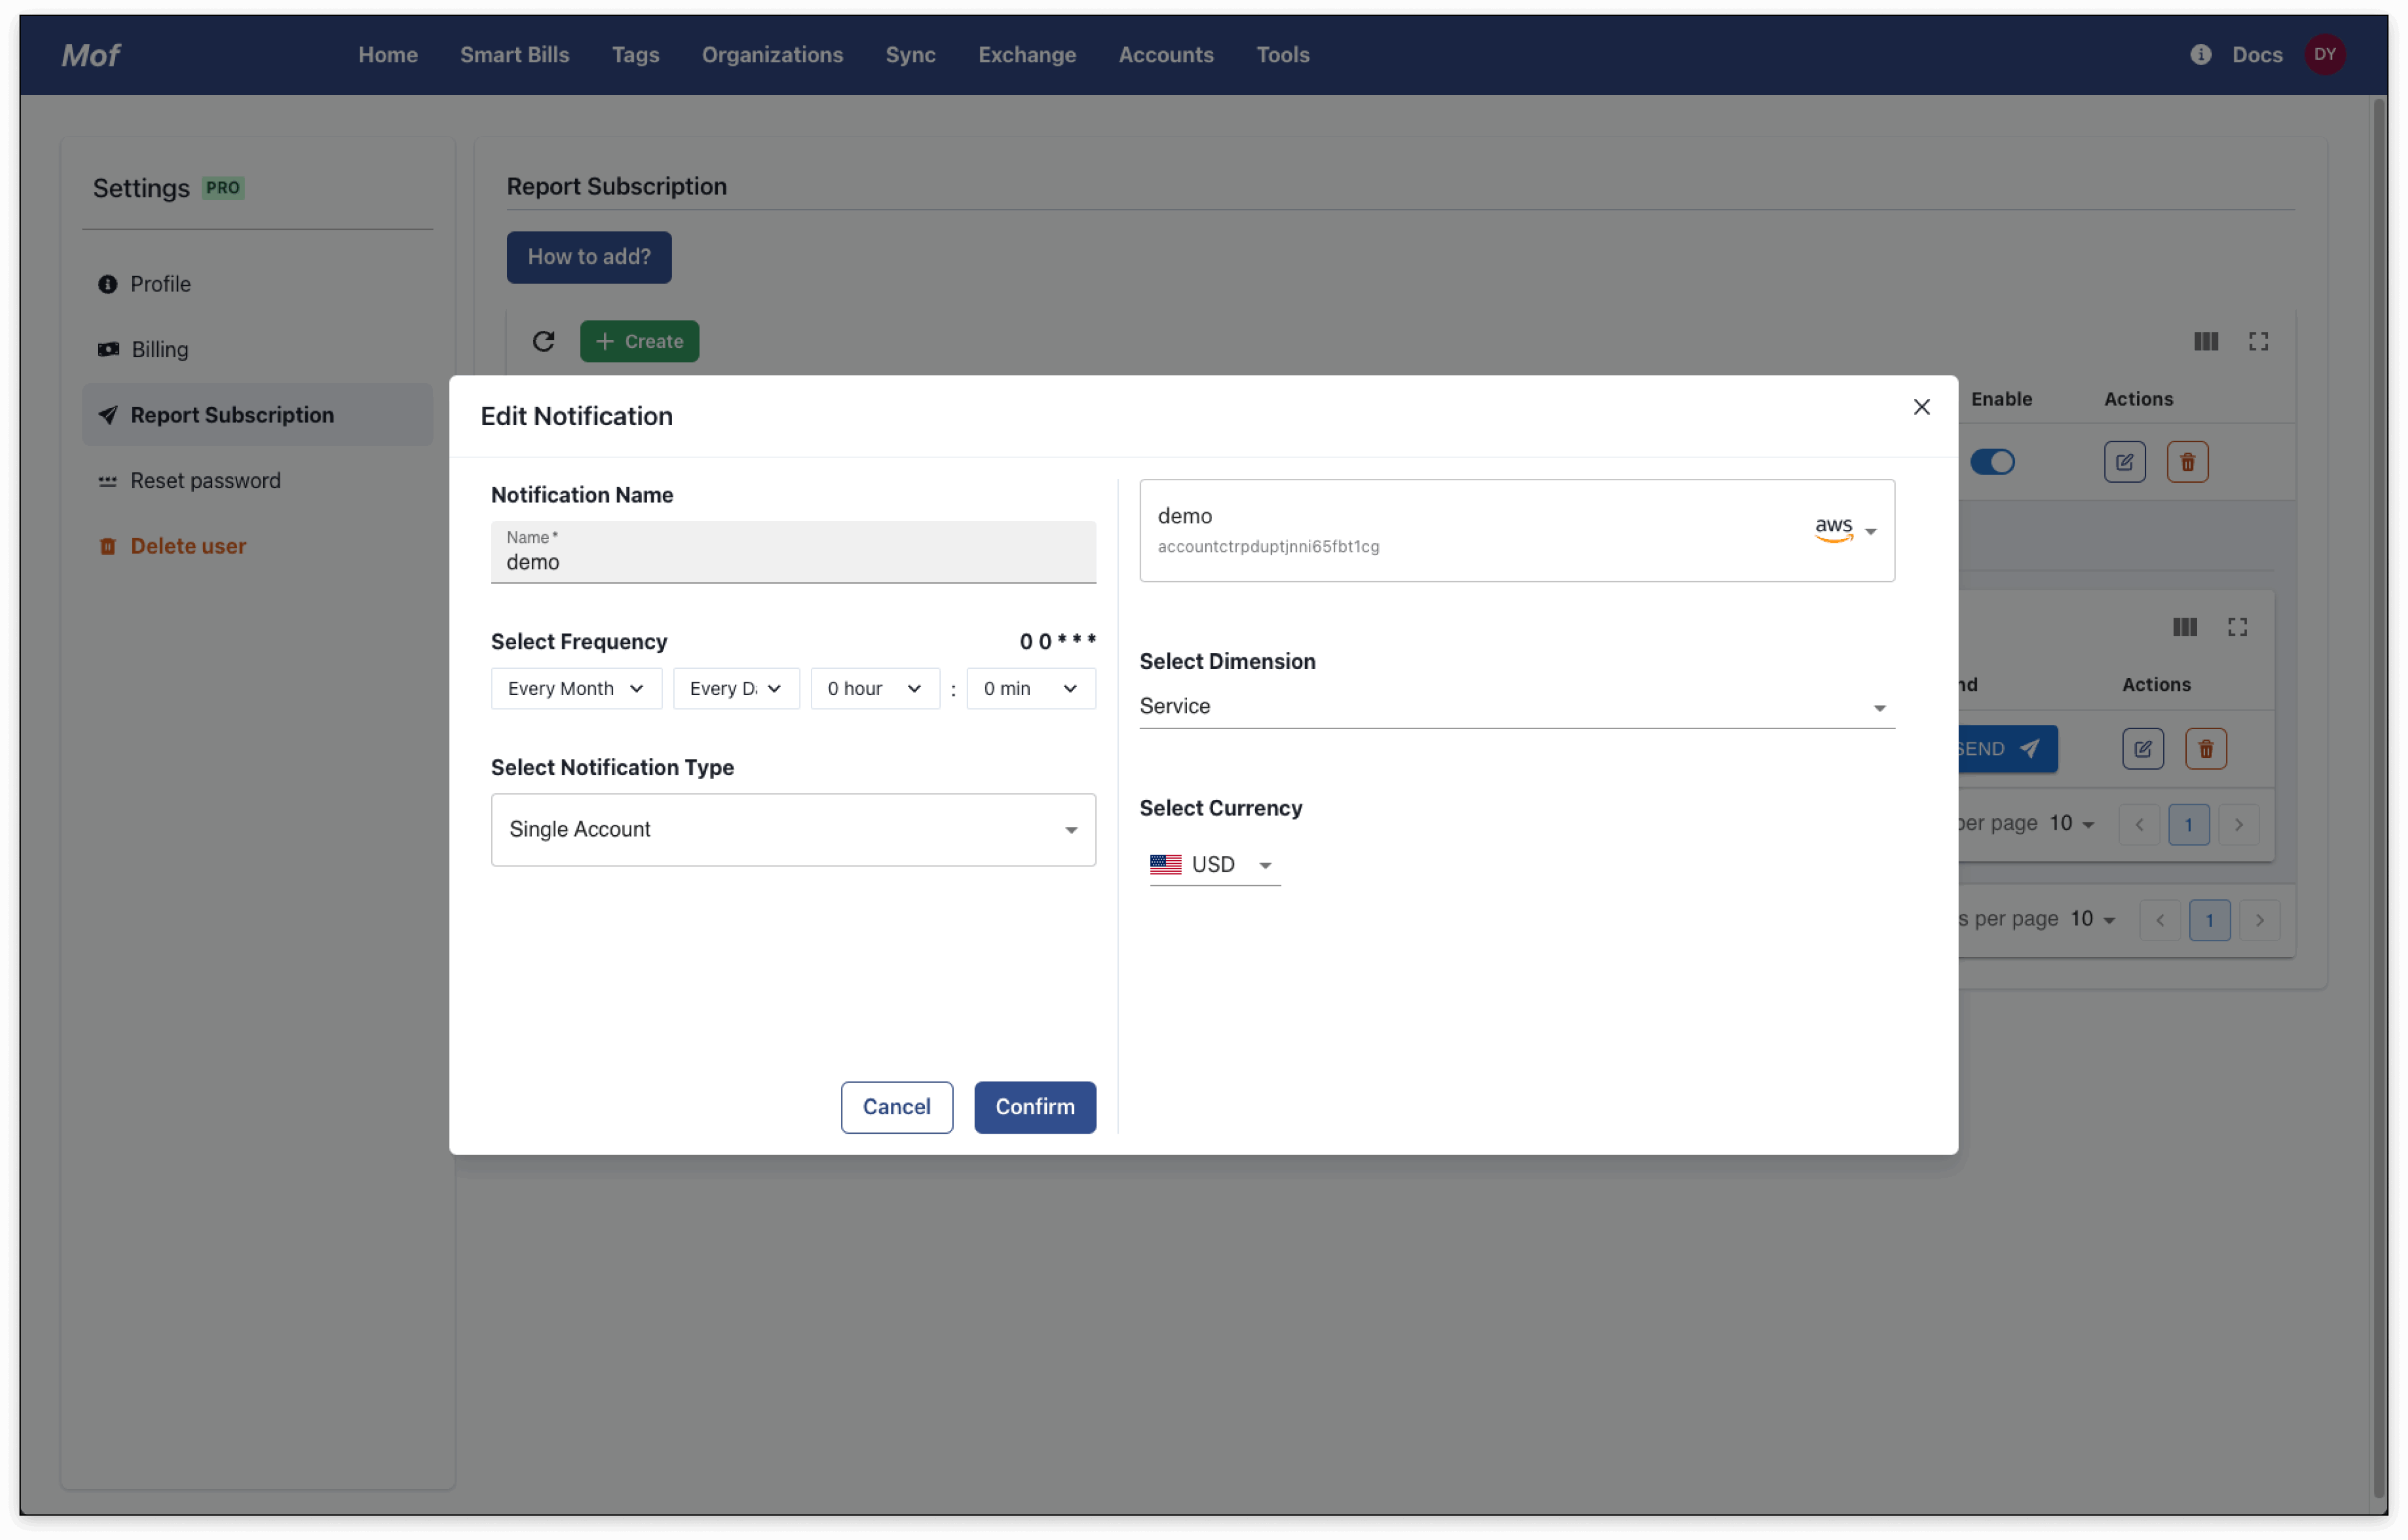 Mof
Home Smart Bills Tags Organizations Sync Exchange Accounts Tools
Docs DY
Settings PRO
Profile
Billing
Report Subscription
Reset password
Delete user
Report Subscription
How to add?
Create
Enable Actions
Edit Notification
Notification Name
Name *
demo
Select Frequency 0 0 * * *
Every Month Every Da 0 hour : 0 min
Select Notification Type
Single Account
Cancel Confirm
demo
accountctrpduptjnni65fbt1cg
aws
Select Dimension
Service
Select Currency
USD
nd Actions
SEND
per page 10 1
s per page 10 1